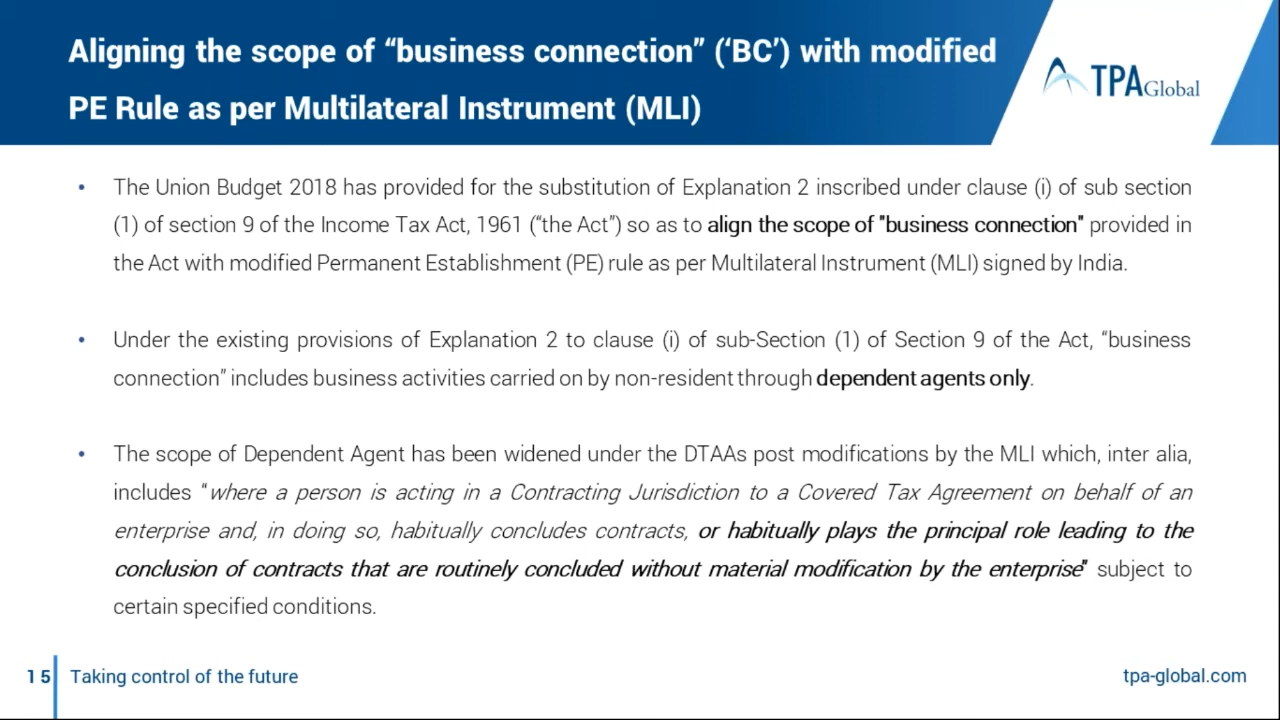 Aligning the scope of “business connection” (‘BC’) with modified
PE Rule as per Multilateral Instrument (MLI)
TPA Global
• The Union Budget 2018 has provided for the substitution of Explanation 2 inscribed under clause (i) of sub section
(1) of section 9 of the Income Tax Act, 1961 (“the Act”) so as to align the scope of "business connection" provided in
the Act with modified Permanent Establishment (PE) rule as per Multilateral Instrument (MLI) signed by India.
• Under the existing provisions of Explanation 2 to clause (i) of sub-Section (1) of Section 9 of the Act, “business
connection” includes business activities carried on by non-resident through dependent agents only.
• The scope of Dependent Agent has been widened under the DTAAs post modifications by the MLI which, inter alia,
includes “where a person is acting in a Contracting Jurisdiction to a Covered Tax Agreement on behalf of an
enterprise and, in doing so, habitually concludes contracts, or habitually plays the principal role leading to the
conclusion of contracts that are routinely concluded without material modification by the enterprise” subject to
certain specified conditions.
15 Taking control of the future
tpa-global.com